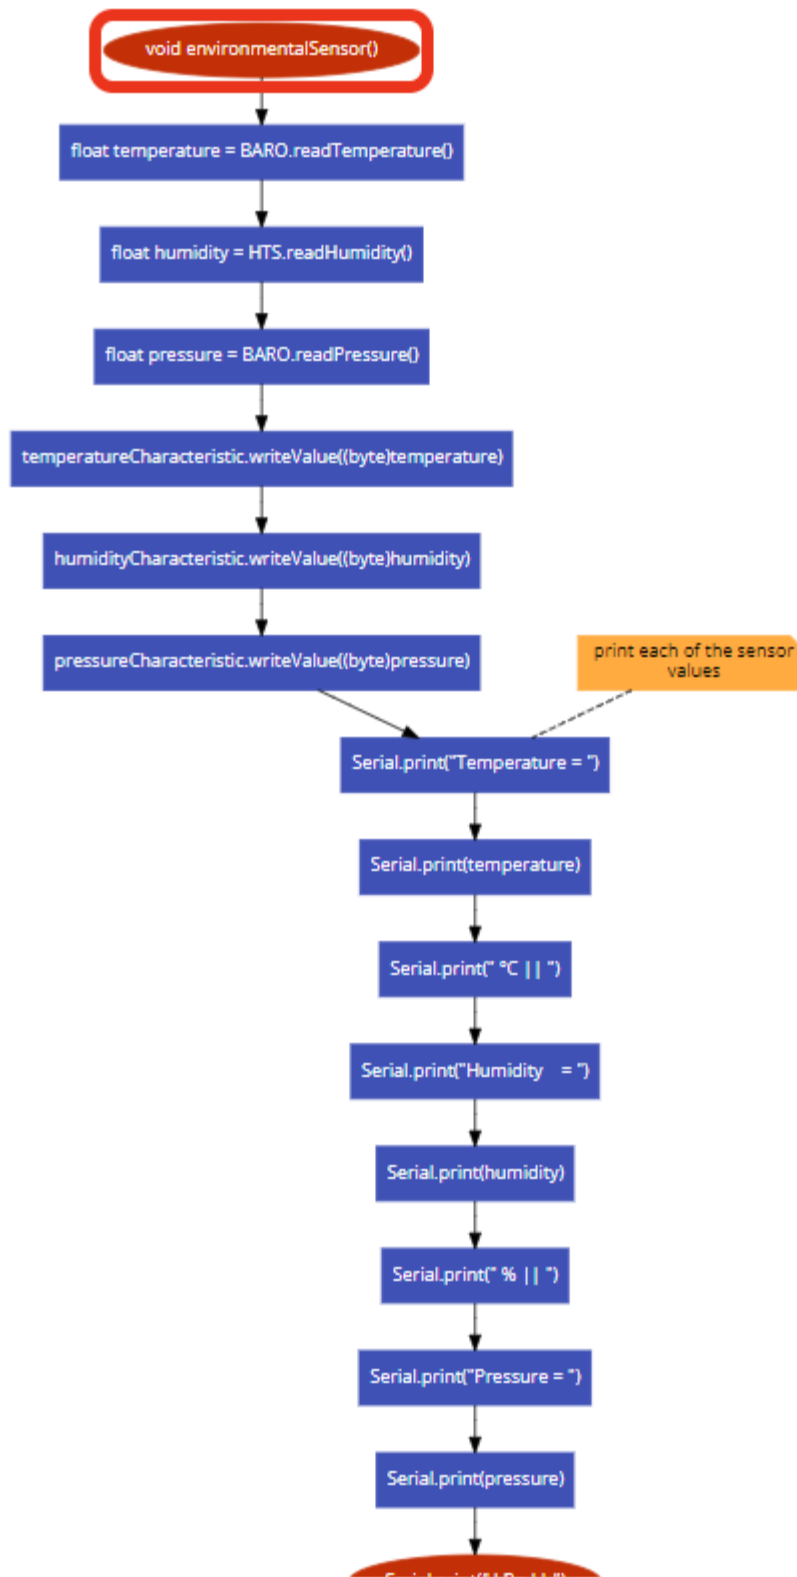 void environmentalSensor()
float temperature = BARO.readTemperature()
float humidity = HTS.readHumidity()
float pressure = BARO.readPressure()
temperatureCharacteristic.writeValue((byte)temperature)
humidityCharacteristic.writeValue((byte)humidity)
pressureCharacteristic.writeValue((byte)pressure)
print each of the sensor
values
Serial.print("Temperature = ")
Serial.print(temperature)
Serial.print(" °C || ")
Serial.print("Humidity    = ")
Serial.print(humidity)
Serial.print(" % || ")
Serial.print("Pressure = ")
Serial.print(pressure)